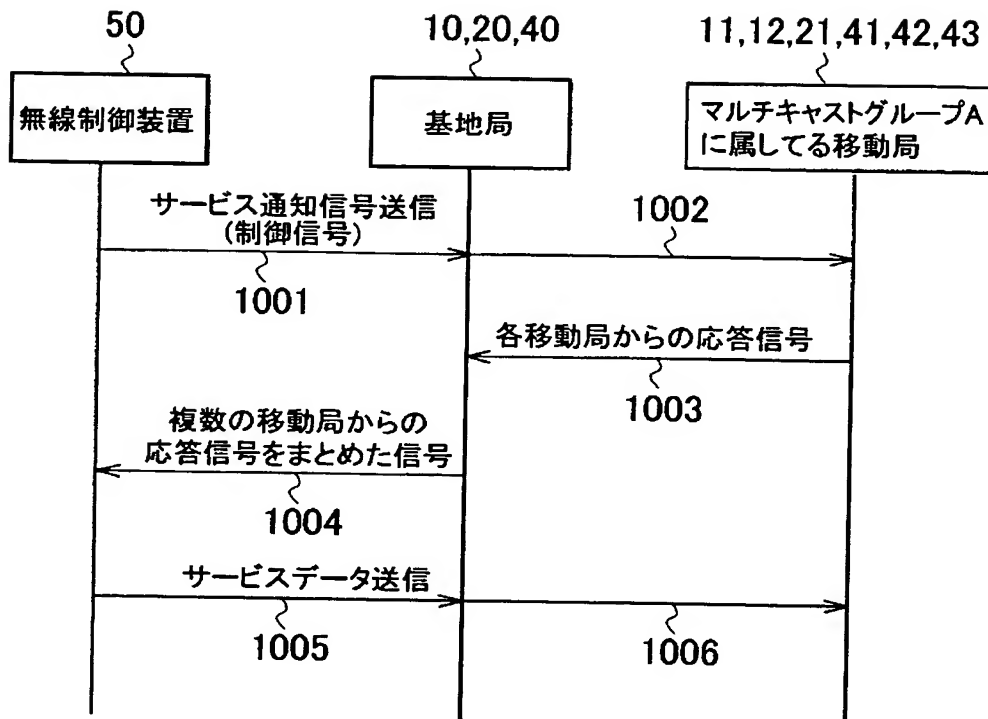 50
10,20,40
11,12,21,41,42,43
無線制御装置
基地局
マルチキャストグループA
に属してる移動局
サービス通知信号送信
(制御信号)
1001
1002
各移動局からの応答信号
1003
複数の移動局からの
応答信号をまとめた信号
1004
サービスデータ送信
1005
1006